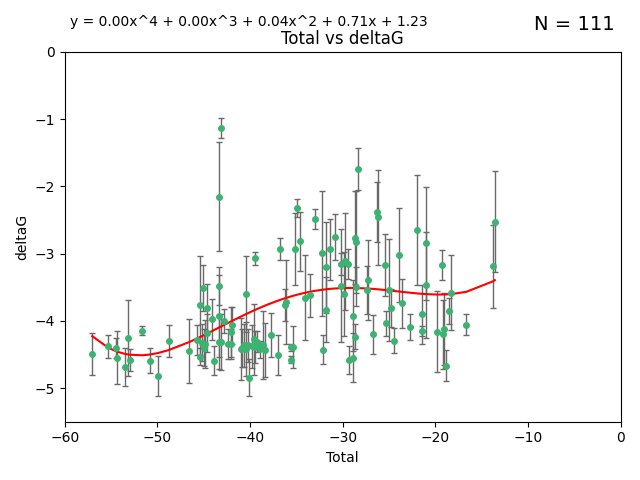 y = 0.00x^4 + 0.00x^3 + 0.04x^2 + 0.71x + 1.23
N = 111
Total vs deltaG
0
−1
−2
−3
−4
−5
deltaG
−60 −50 −40 −30 −20 −10 0
Total